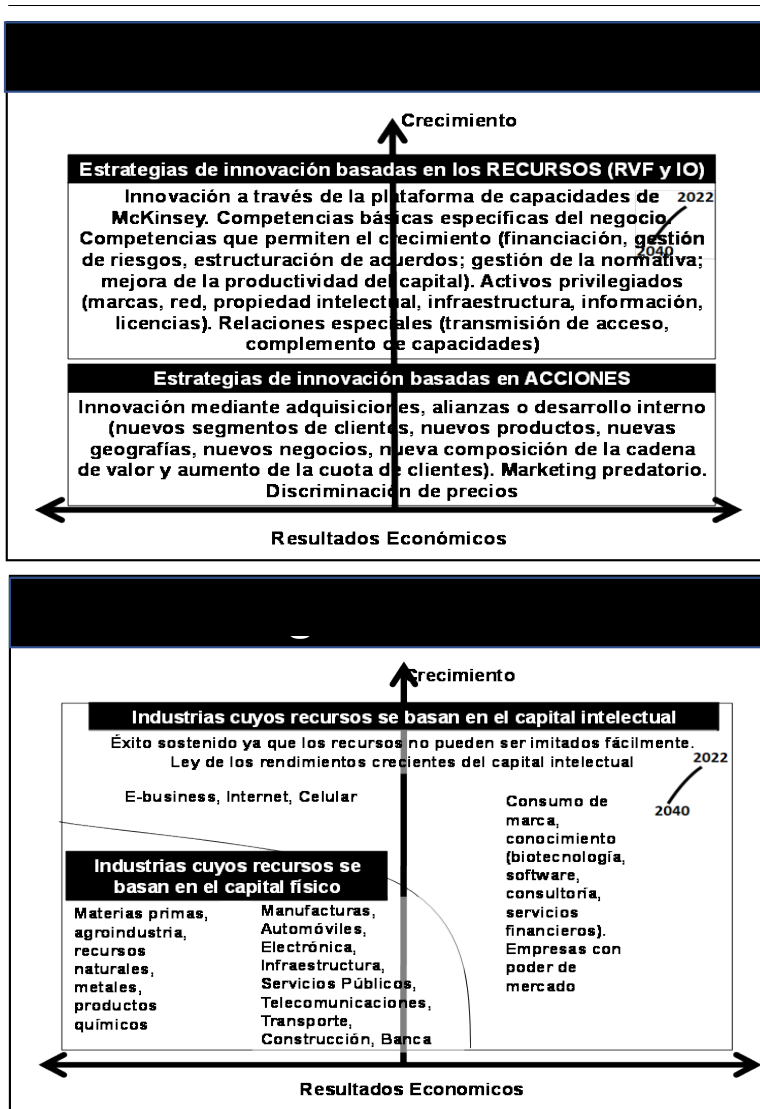 Crecimiento
Estrategias de innovación basadas en los RECURSOS (RVF y IO)
Innovación a través de la plataforma de capacidades de
McKinsey. Competencias básicas específicas del negocio.
Competencias que permiten el crecimiento (financiación, gestión
de riesgos, estructuración de acuerdos; gestión de la normativa;
mejora de la productividad del capital). Activos privilegiados
(marcas, red, propiedad intelectual, infraestructura, información,
licencias). Relaciones especiales (transmisión de acceso,
complemento de capacidades)
2022
2040
Estrategias de innovación basadas en ACCIONES
Innovación mediante adquisiciones, alianzas o desarrollo interno
(nuevos segmentos de clientes, nuevos productos, nuevas
geografías, nuevos negocios, nueva composición de la cadena
de valor y aumento de la cuota de clientes). Marketing predatorio.
Discriminación de precios
Resultados Económicos
Crecimiento
Industrias cuyos recursos se basan en el capital intelectual
Éxito sostenido ya que los recursos no pueden ser imitados fácilmente.
Ley de los rendimientos crecientes del capital intelectual
2022
2040
E-business, Internet, Celular
Consumo de
marca,
conocimiento
(biotecnología,
software,
consultoría,
servicios
financieros).
Empresas con
poder de
mercado
Industrias cuyos recursos se
basan en el capital físico
Materias primas,
agroindustria,
recursos
naturales,
metales,
productos
químicos
Manufacturas,
Automóviles,
Electrónica,
Infraestructura,
Servicios Públicos,
Telecomunicaciones,
Transporte,
Construcción, Banca
Resultados Economicos